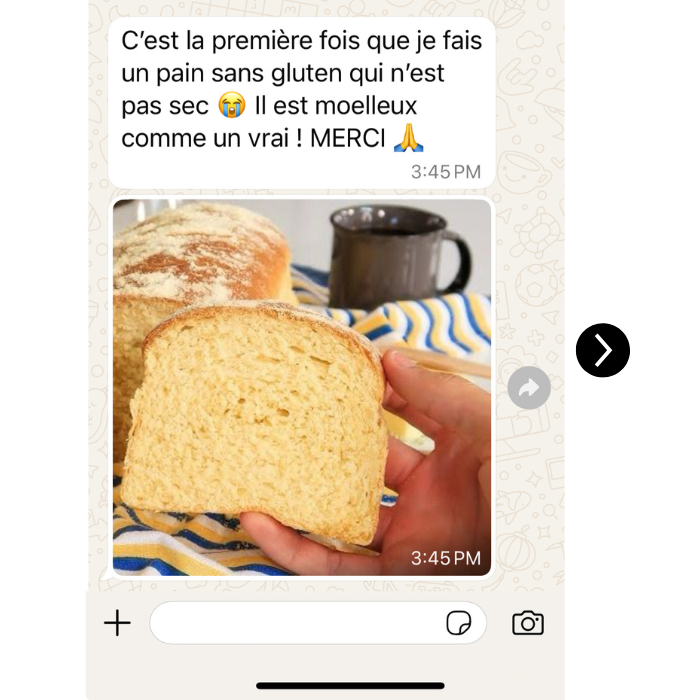 C’est la première fois que je fais
un pain sans gluten qui n’est
pas sec 😭 Il est moelleux
comme un vrai ! MERCI 🙏
3:45 PM
3:45 PM